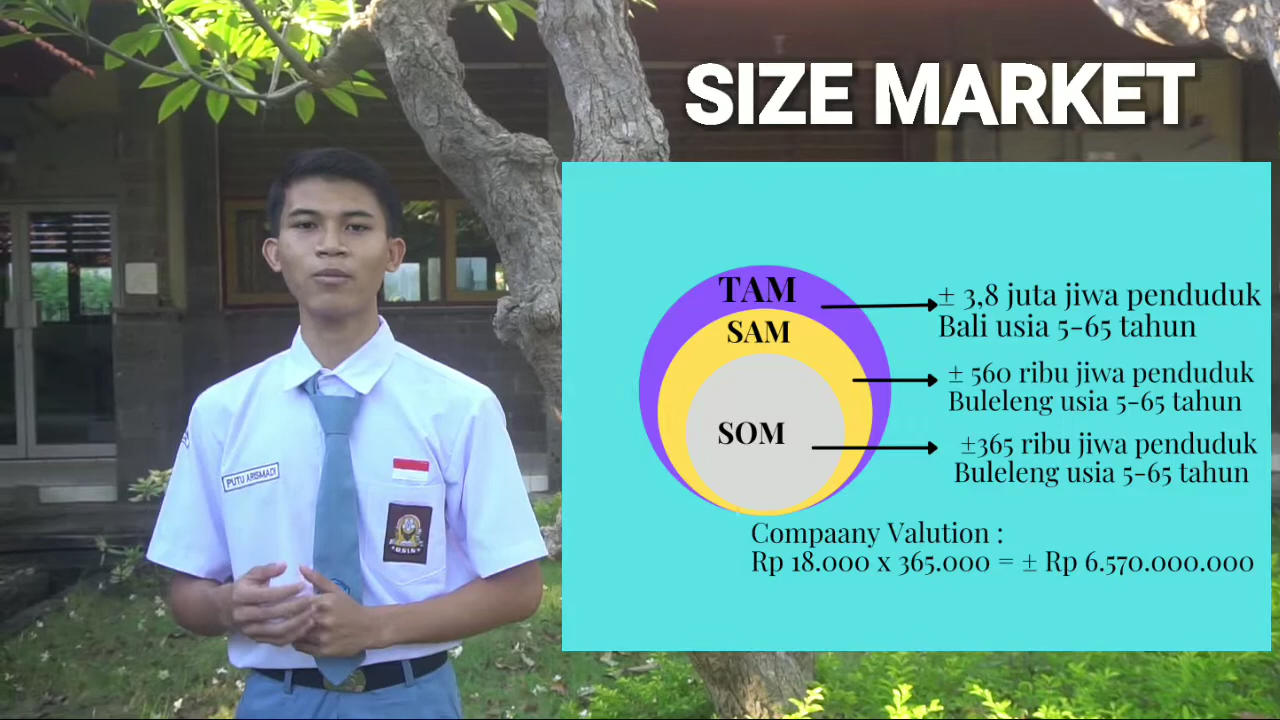 SIZE MARKET
TAM
SAM
SOM
± 3,8 juta jiwa penduduk
Bali usia 5-65 tahun
± 560 ribu jiwa penduduk
Buleleng usia 5-65 tahun
±365 ribu jiwa penduduk
Buleleng usia 5-65 tahun
Compaany Valution :
Rp 18.000 x 365.000 = ± Rp 6.570.000.000
PUTU ARISMADI
OSIS